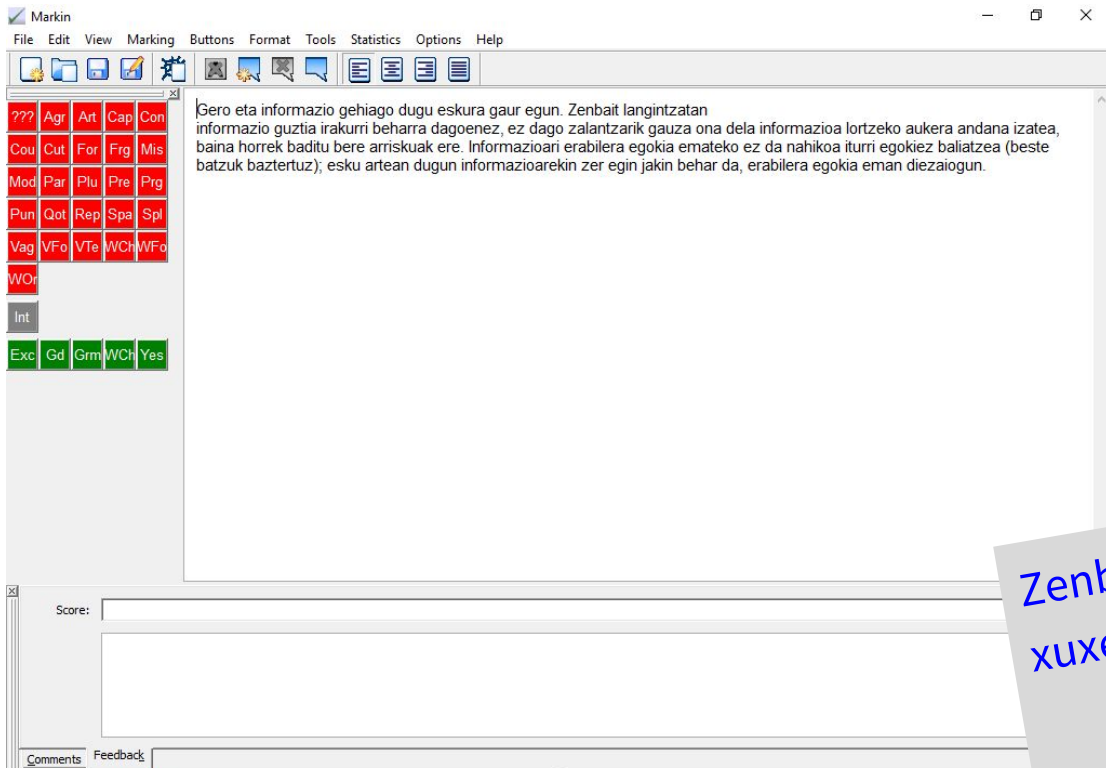 Markin
File Edit View Marking Buttons Format Tools Statistics Options Help
??? Agr Art Cap Con
Cou Cut For Frg Mis
Mod Par Plu Pre Prg
Pun Qot Rep Spa Spl
Vag VFo VTe WCh WFo
WOr
Int
Exc Gd Grm WCh Yes
Gero eta informazio gehiago dugu eskura gaur egun. Zenbait langintzatan
informazio guztia irakurri beharra dagoenez, ez dago zalantzarik gauza ona dela informazioa lortzeko aukera andana izatea,
baina horrek baditu bere arriskuak ere. Informazioari erabilera egokia emateko ez da nahikoa iturri egokiez baliatzea (beste
batzuk baztertuz); esku artean dugun informazioarekin zer egin jakin behar da, erabilera egokia eman diezaiogun.
Score:
Comments Feedback